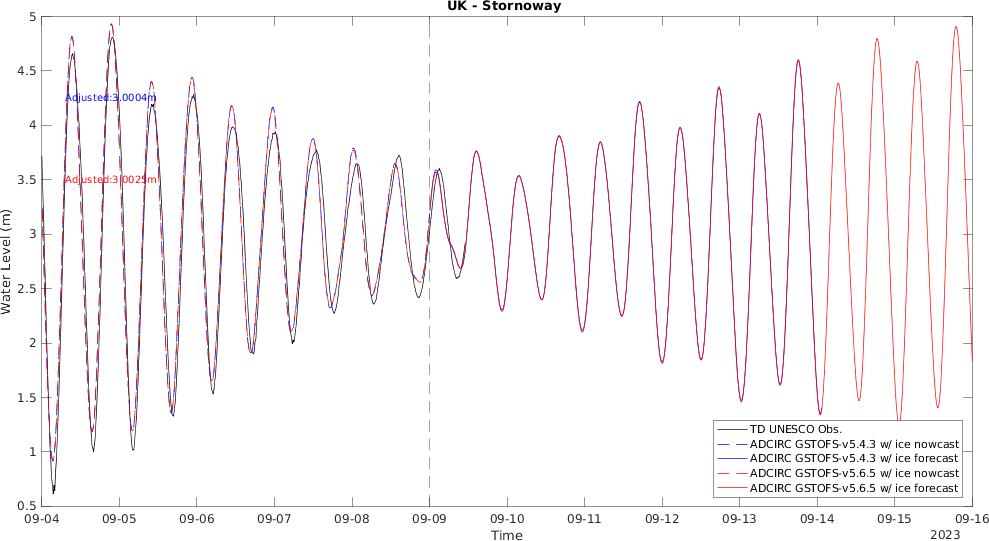 UK - Stornoway
5
4.5
4
3.5
3
2.5
2
1.5
1
0.5
Water Level (m)
Adjusted:3.0004m
Adjusted:3.0025m
TD UNESCO Obs.
ADCIRC GSTOFS-v5.4.3 w/ ice nowcast
ADCIRC GSTOFS-v5.4.3 w/ ice forecast
ADCIRC GSTOFS-v5.6.5 w/ ice nowcast
ADCIRC GSTOFS-v5.6.5 w/ ice forecast
09-04 09-05 09-06 09-07 09-08 09-09 09-10 09-11 09-12 09-13 09-14 09-15 09-16
Time
2023